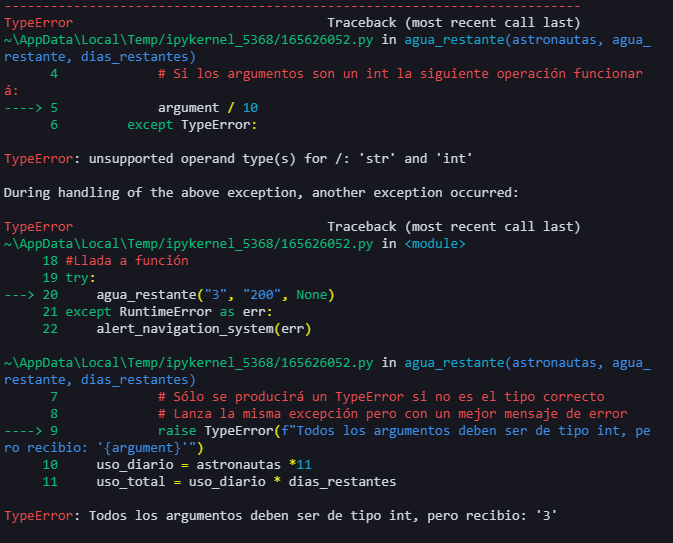 ---------------------------------------------------------------------------
TypeError                                 Traceback (most recent call last)
~\AppData\Local\Temp/ipykernel_5368/165626052.py in agua_restante(astronautas, agua_
restante, dias_restantes)
      4             # Si los argumentos son un int la siguiente operación funcionar
á:
----> 5             argument / 10
      6         except TypeError:
TypeError: unsupported operand type(s) for /: 'str' and 'int'
During handling of the above exception, another exception occurred:
TypeError                                 Traceback (most recent call last)
~\AppData\Local\Temp/ipykernel_5368/165626052.py in <module>
     18 #Llada a función
     19 try:
---> 20     agua_restante("3", "200", None)
     21 except RuntimeError as err:
     22     alert_navigation_system(err)
~\AppData\Local\Temp/ipykernel_5368/165626052.py in agua_restante(astronautas, agua_
restante, dias_restantes)
      7             # Sólo se producirá un TypeError si no es el tipo correcto
      8             # Lanza la misma excepción pero con un mejor mensaje de error
----> 9             raise TypeError(f"Todos los argumentos deben ser de tipo int, pe
ro recibio: '{argument}'")
     10     uso_diario = astronautas *11
     11     uso_total = uso_diario * dias_restantes
TypeError: Todos los argumentos deben ser de tipo int, pero recibio: '3'